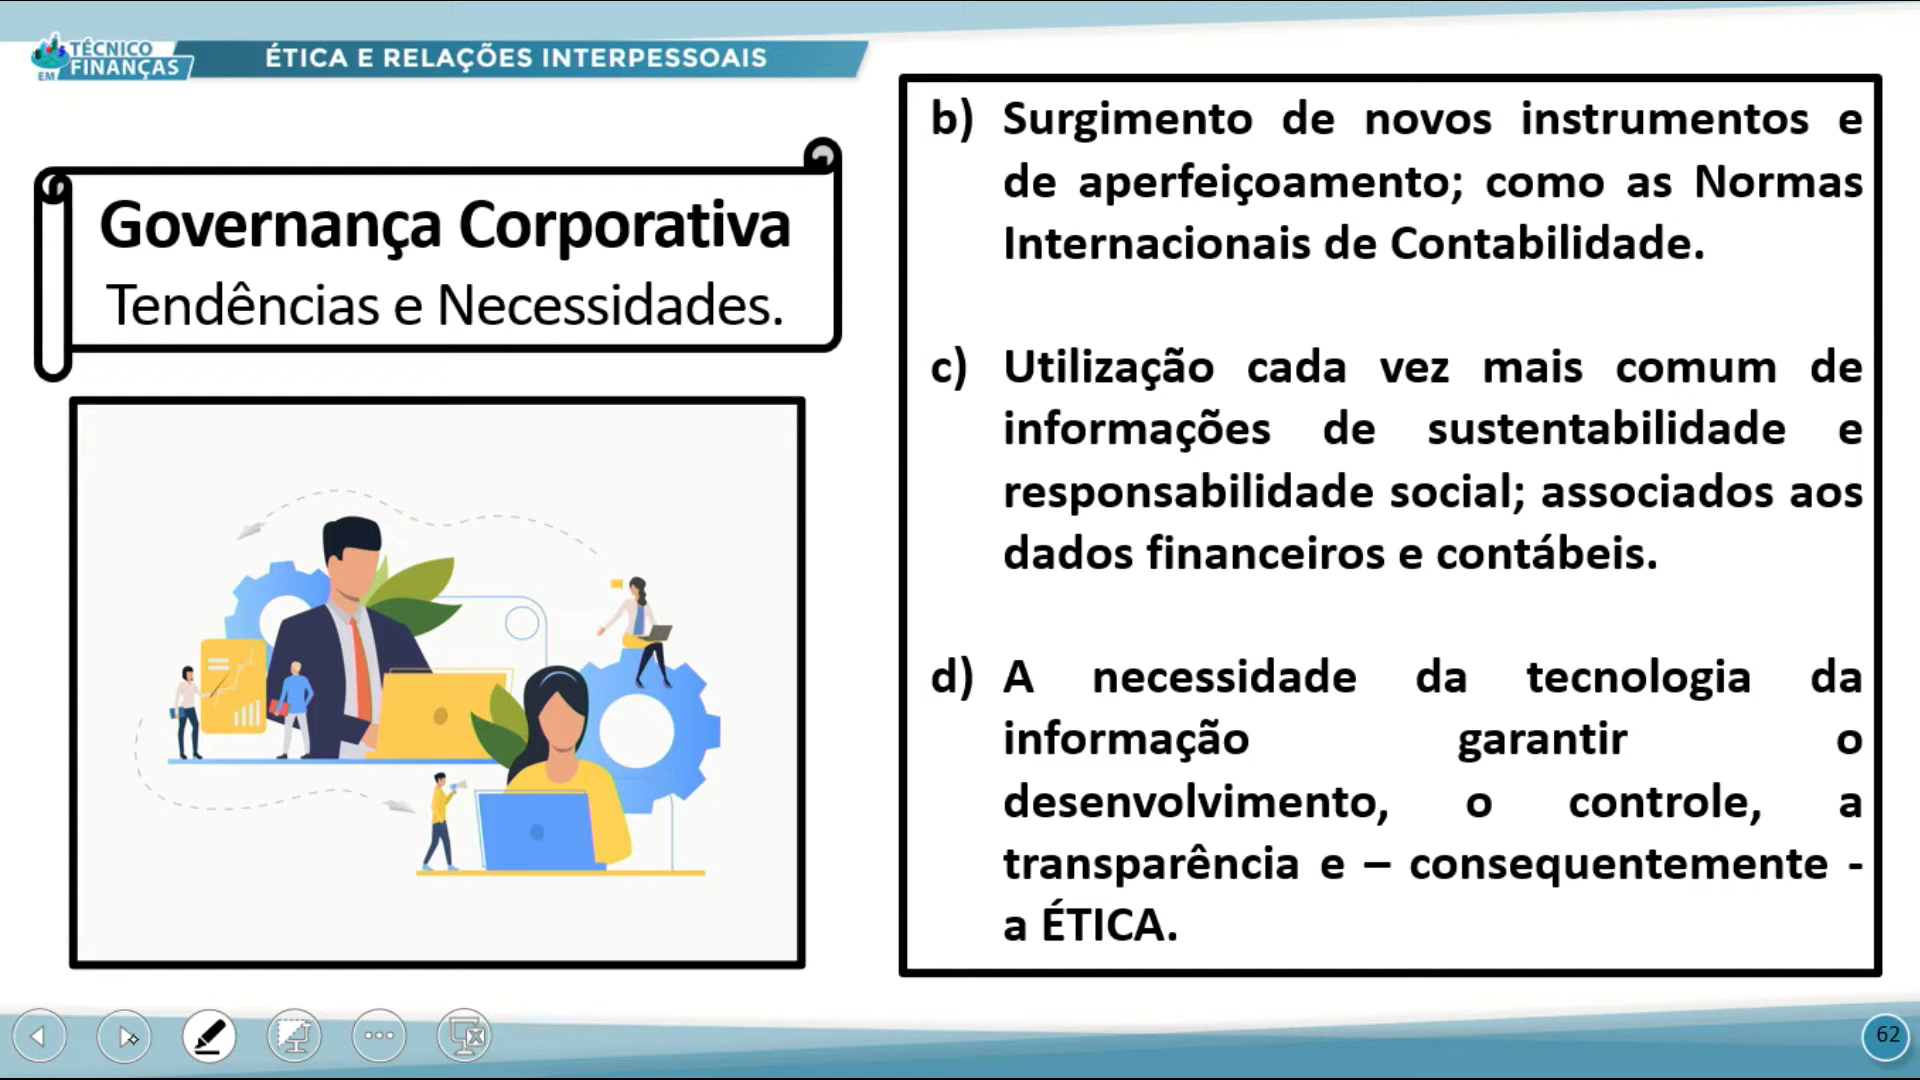 TÉCNICO
EM FINANÇAS
ÉTICA E RELAÇÕES INTERPESSOAIS
Governança Corporativa
Tendências e Necessidades.
b) Surgimento de novos instrumentos e
de aperfeiçoamento; como as Normas
Internacionais de Contabilidade.
c) Utilização cada vez mais comum de
informações de sustentabilidade e
responsabilidade social; associados aos
dados financeiros e contábeis.
d) A necessidade da tecnologia da
informação garantir o
desenvolvimento, o controle, a
transparência e – consequentemente -
a ÉTICA.
62